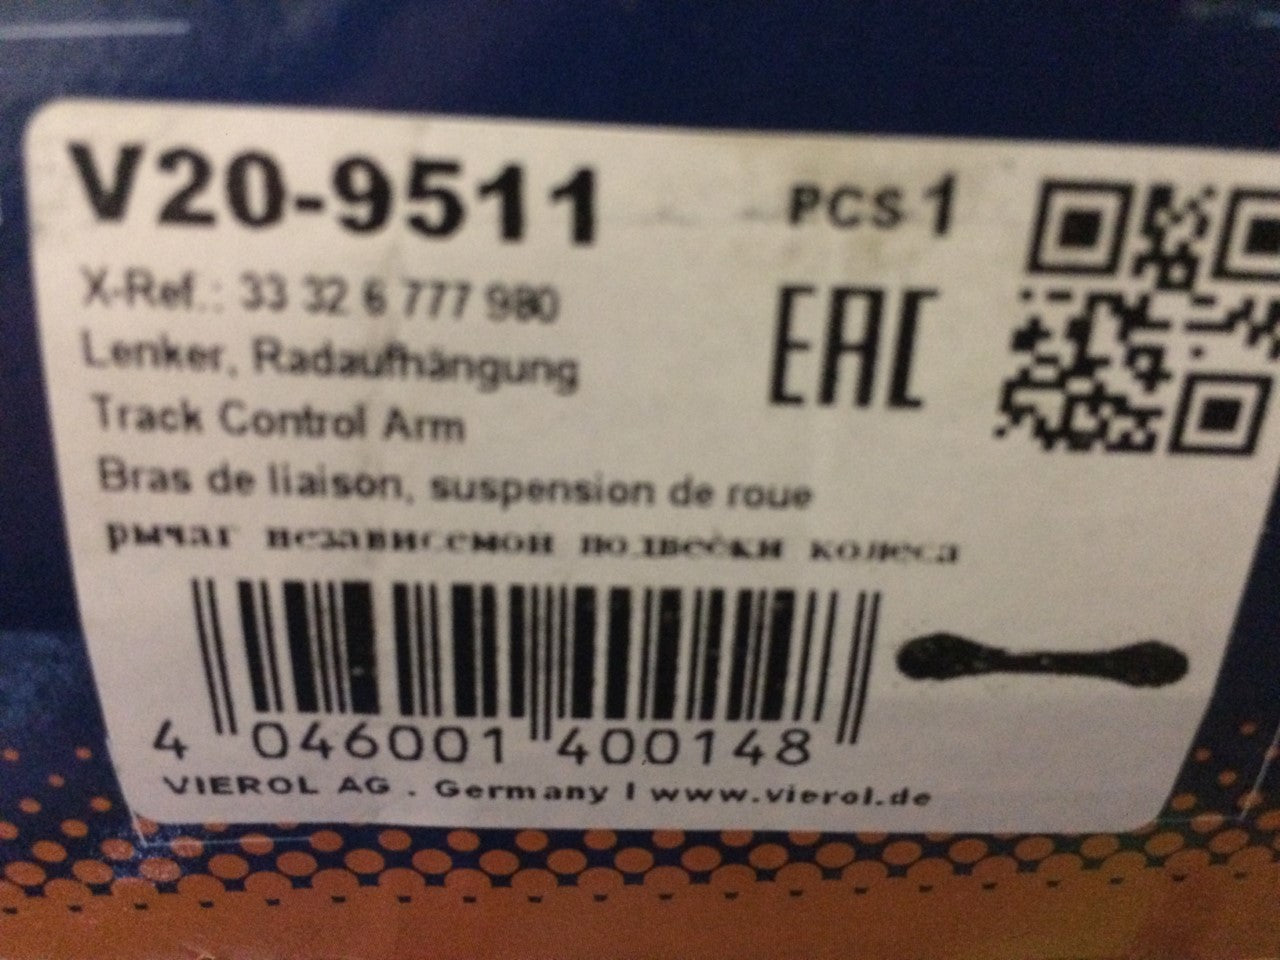 V20-9511
PCS 1
X-Ref.: 33 32 6 777 980
EAC
Lenker, Radaufhängung
Track Control Arm
Bras de liaison, suspension de roue
рычаг независемой подвески колеса
4 046001 400148
VIEROL AG . Germany | www.vierol.de